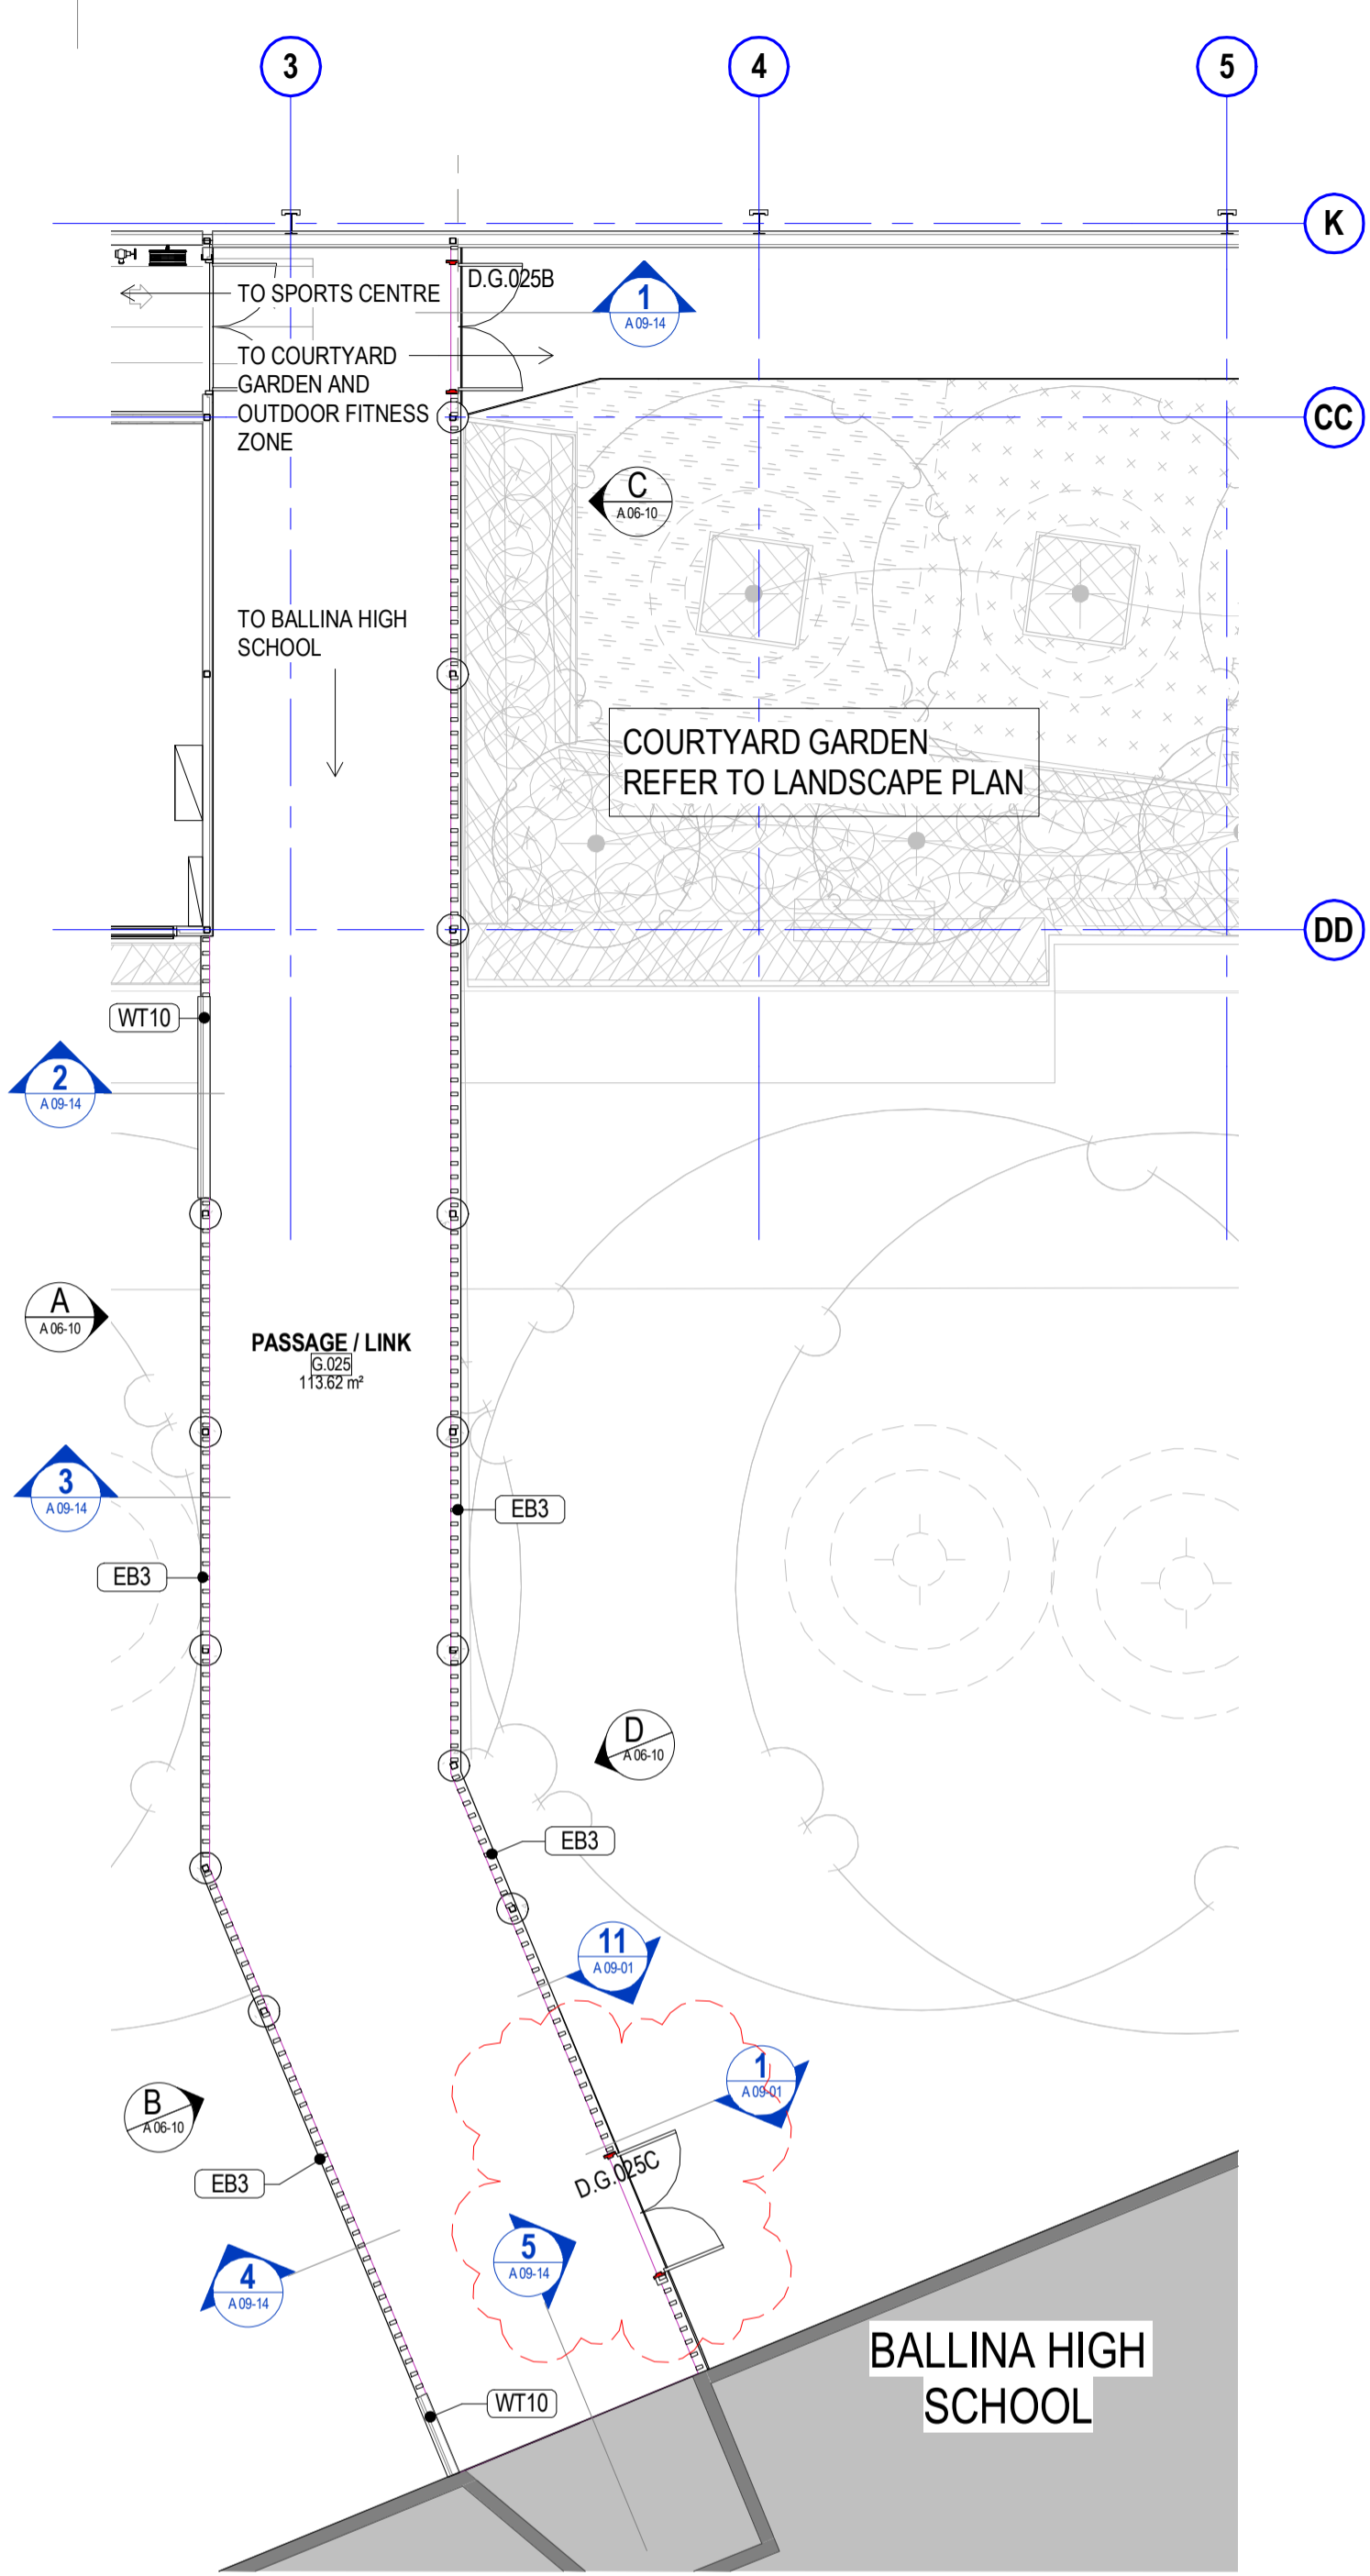 3
4
5
K
D.G.025B
TO SPORTS CENTRE
1
A 09-14
TO COURTYARD
GARDEN AND
OUTDOOR FITNESS
ZONE
CC
C
A 06-10
TO BALLINA HIGH
SCHOOL
COURTYARD GARDEN
REFER TO LANDSCAPE PLAN
DD
WT10
2
A 09-14
A
A 06-10
PASSAGE / LINK
G.025
113.62 m²
3
A 09-14
EB3
EB3
D
A 06-10
EB3
11
A 09-01
1
A 09-01
B
A 06-10
D.G.025C
EB3
5
A 09-14
4
A 09-14
BALLINA HIGH
SCHOOL
WT10